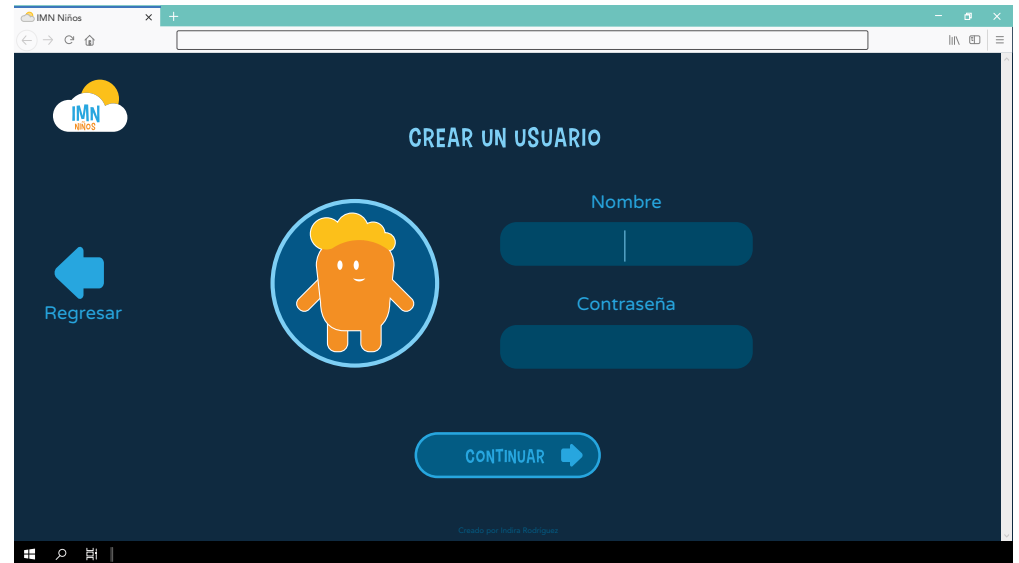 IMN Niños
IMN
NIÑOS
CREAR UN USUARIO
Nombre
Contraseña
Regresar
CONTINUAR
Creado por Indira Rodríguez